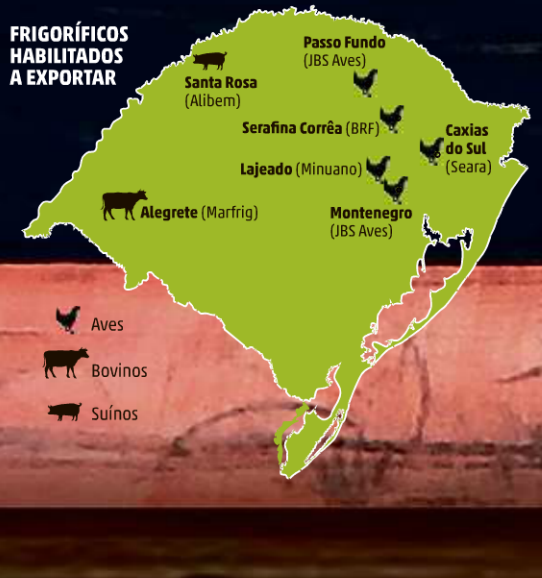 FRIGORÍFICOS
HABILITADOS
A EXPORTAR
Passo Fundo
(JBS Aves)
Santa Rosa
(Alibem)
Serafina Corrêa (BRF)
Caxias
do Sul
(Seara)
Lajeado (Minuano)
Alegrete (Marfrig)
Montenegro
(JBS Aves)
Aves
Bovinos
Suínos